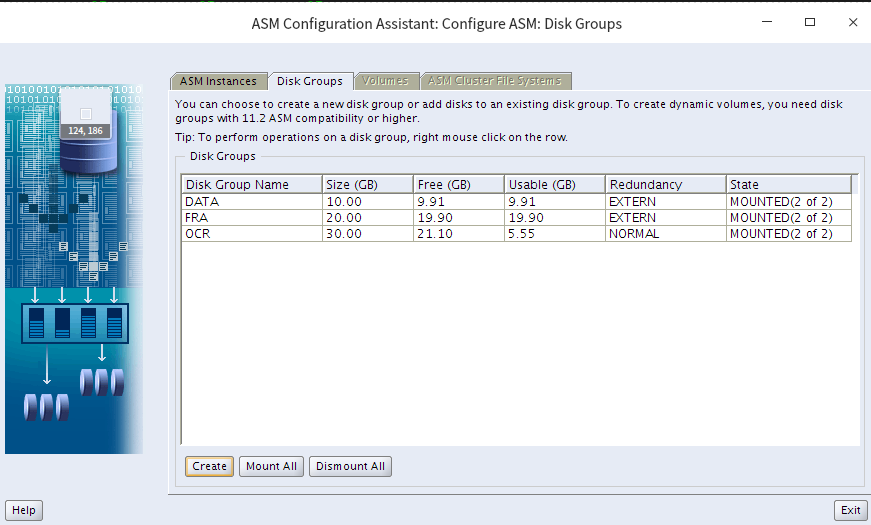 ASM Configuration Assistant: Configure ASM: Disk Groups
ASM Instances Disk Groups Volumes ASM Cluster File Systems
You can choose to create a new disk group or add disks to an existing disk group. To create dynamic volumes, you need disk
groups with 11.2 ASM compatibility or higher.
Tip: To perform operations on a disk group, right mouse click on the row.
Disk Groups
Disk Group Name Size (GB) Free (GB) Usable (GB) Redundancy State
DATA 10.00 9.91 9.91 EXTERN MOUNTED(2 of 2)
FRA 20.00 19.90 19.90 EXTERN MOUNTED(2 of 2)
OCR 30.00 21.10 5.55 NORMAL MOUNTED(2 of 2)
124, 186
Create Mount All Dismount All
Help Exit